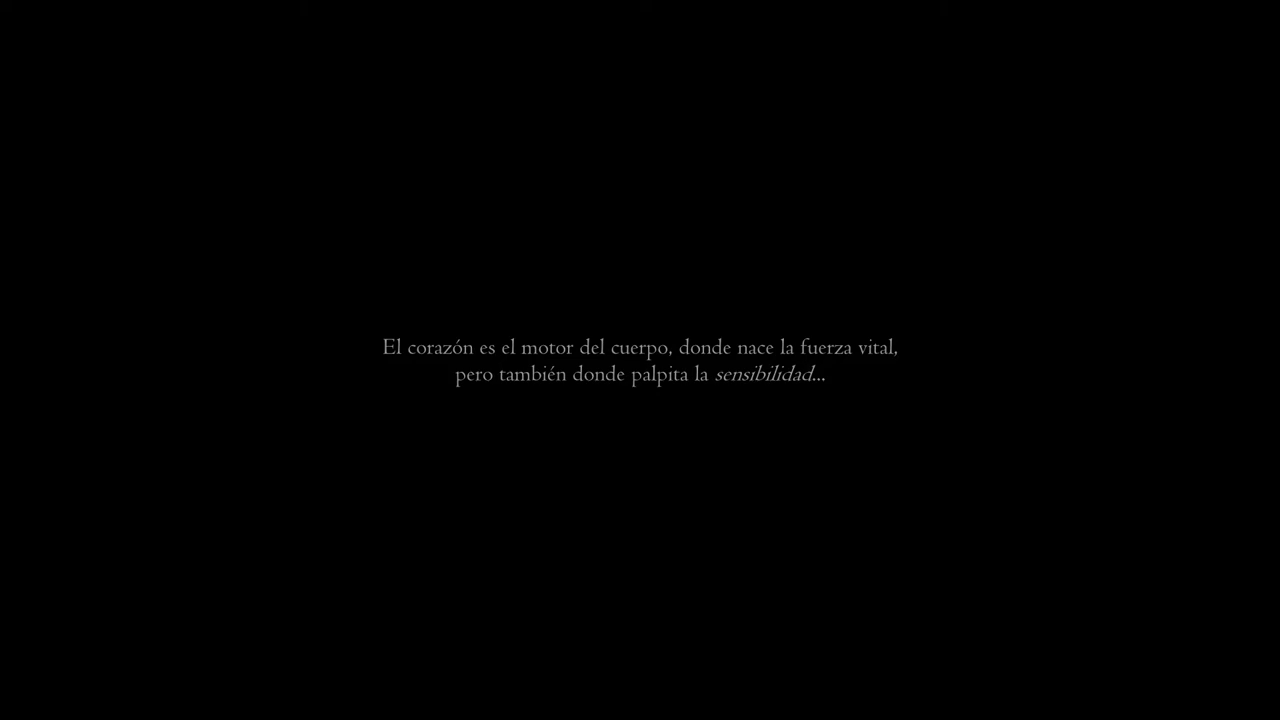 El corazón es el motor del cuerpo, donde nace la fuerza vital,
pero también donde palpita la sensibilidad...